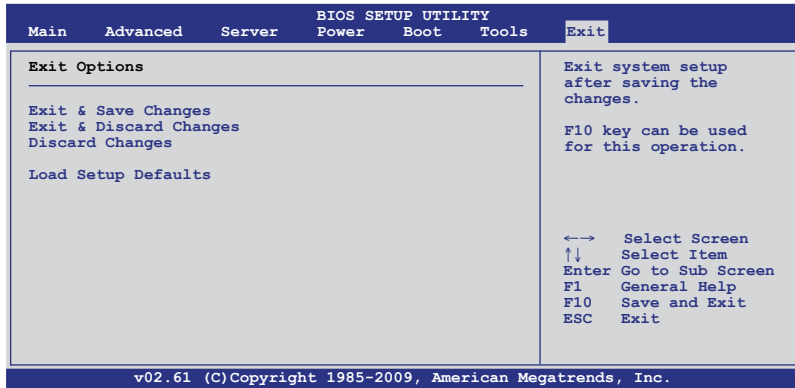 BIOS SETUP UTILITY
Main Advanced Server Power Boot Tools Exit
Exit Options
Exit & Save Changes
Exit & Discard Changes
Discard Changes
Load Setup Defaults
Exit system setup
after saving the
changes.
F10 key can be used
for this operation.
←→ Select Screen
↑↓ Select Item
Enter Go to Sub Screen
F1 General Help
F10 Save and Exit
ESC Exit
v02.61 (C)Copyright 1985-2009, American Megatrends, Inc.